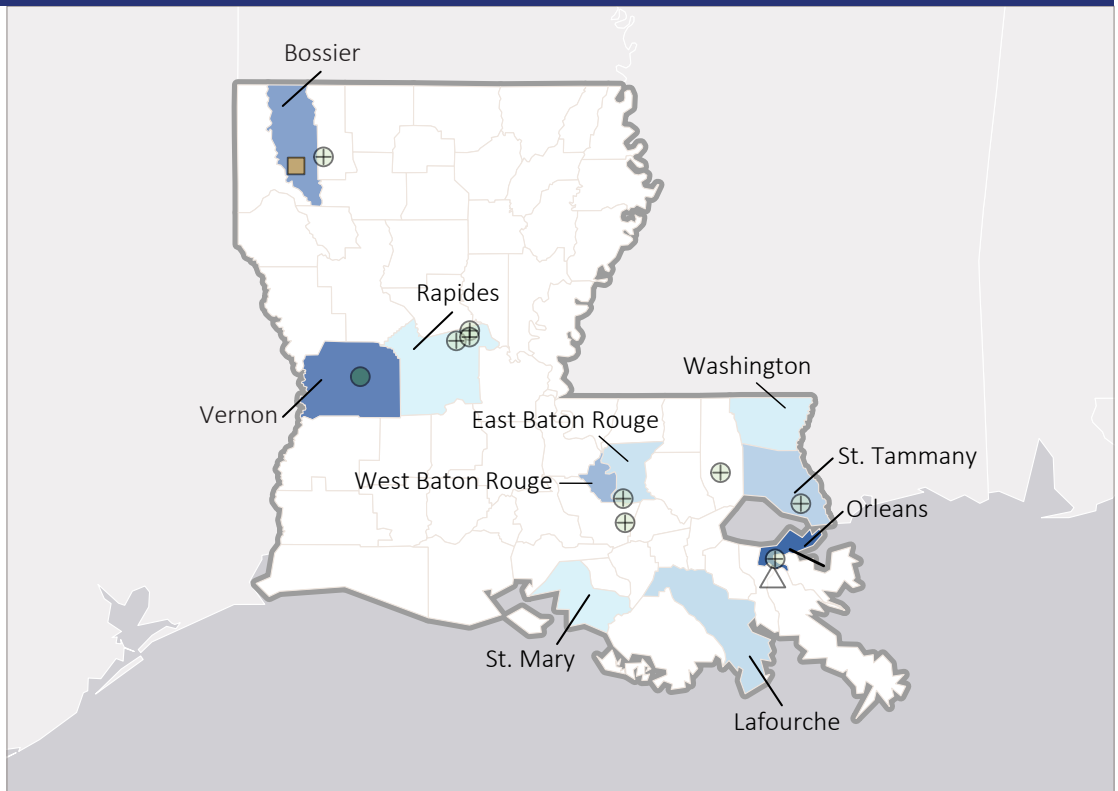 Bossier
Rapides
Washington
Vernon
East Baton Rouge
St. Tammany
West Baton Rouge
Orleans
St. Mary
Lafourche